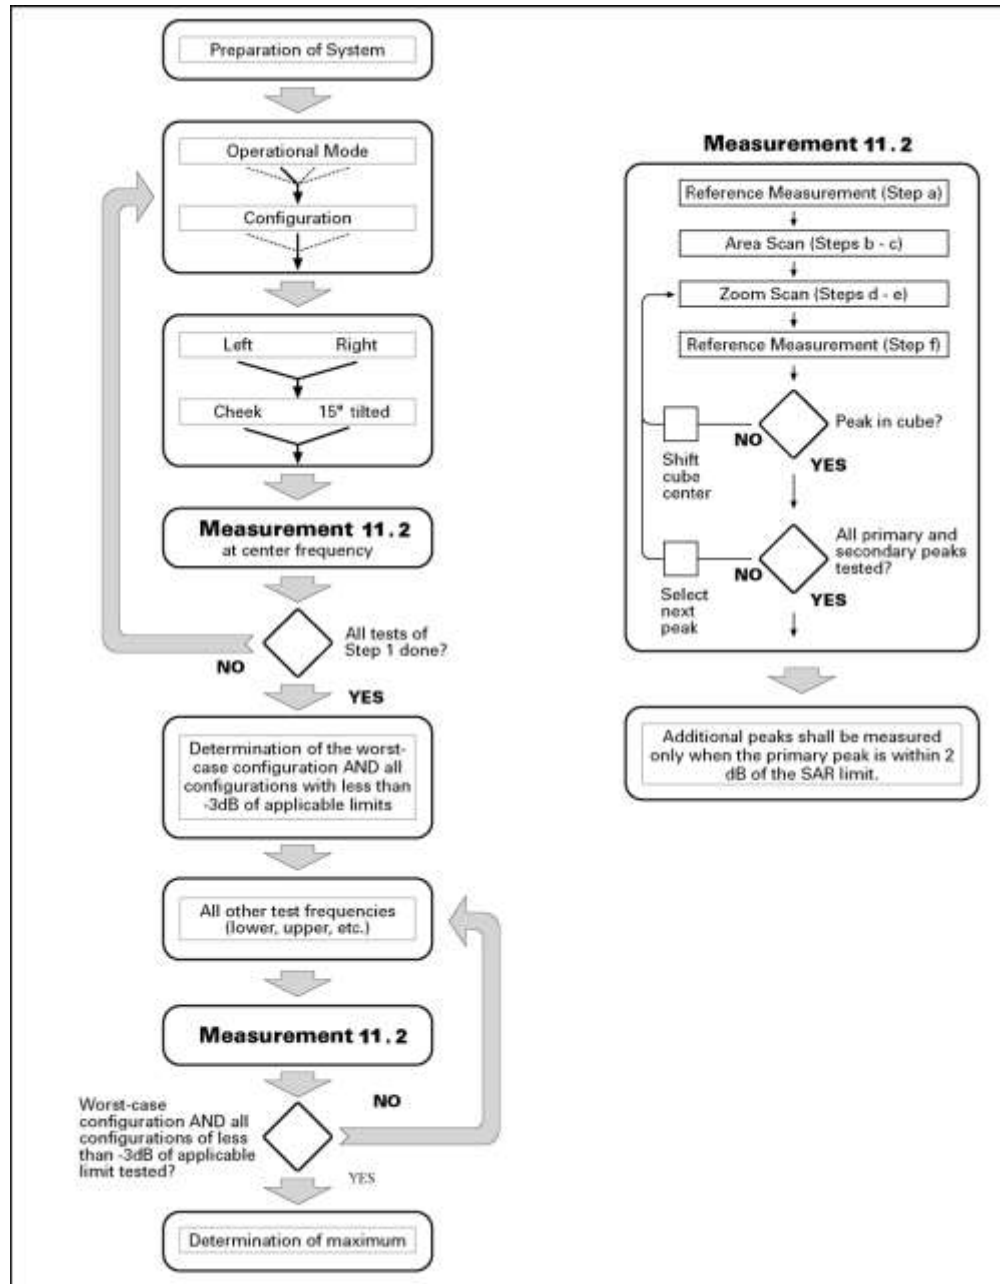 Preparation of System
Operational Mode
Configuration
Left Right
Cheek 15° tilted
Measurement 11.2
at center frequency
All tests of
Step 1 done?
NO
YES
Determination of the worst-
case configuration AND all
configurations with less than
-3dB of applicable limits
All other test frequencies
(lower, upper, etc.)
Measurement 11.2
Worst-case
configuration AND all
configurations of less
than -3dB of applicable
limit tested?
NO
YES
Determination of maximum
Measurement 11.2
Reference Measurement (Step a)
Area Scan (Steps b - c)
Zoom Scan (Steps d - e)
Reference Measurement (Step f)
Peak in cube?
NO
YES
Shift
cube
center
All primary and
secondary peaks
tested?
NO
YES
Select
next
peak
Additional peaks shall be measured
only when the primary peak is within 2
dB of the SAR limit.